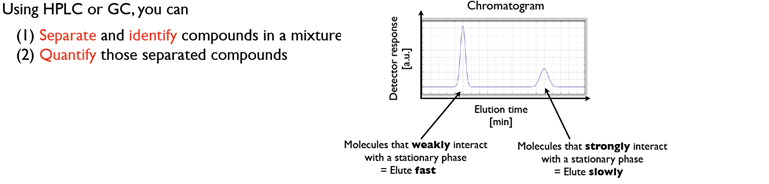 Using HPLC or GC, you can
(1) Separate and identify compounds in a mixture
(2) Quantify those separated compounds
Chromatogram
Detector response
[a.u.]
Elution time
[min]
Molecules that weakly interact
with a stationary phase
= Elute fast
Molecules that strongly interact
with a stationary phase
= Elute slowly